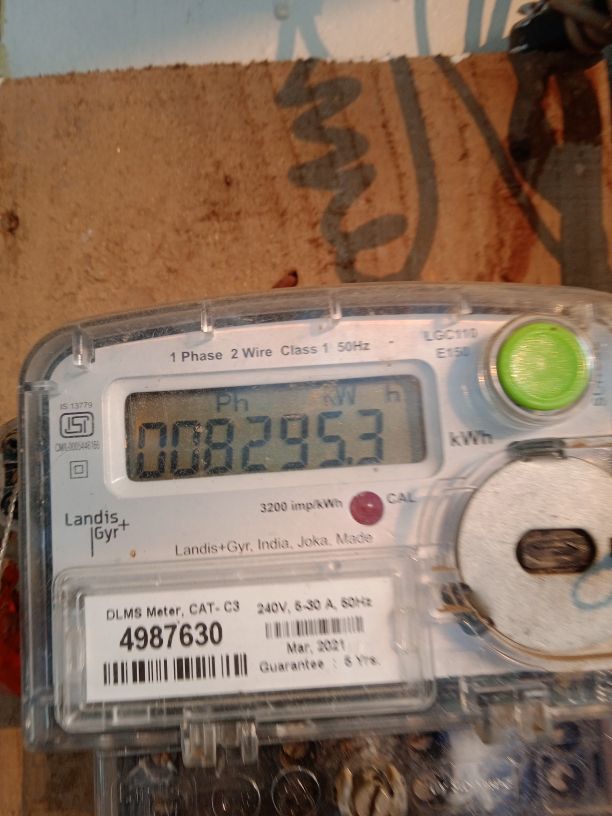 1 Phase 2 Wire Class 1 50Hz
LGC110
E150
IS 13779
ISI
Ph kW h
008295.3
kWh
3200 imp/kWh
CAL
Landis
Gyr+
Landis+Gyr, India, Joka. Made
DLMS Meter, CAT- C3
4987630
240V, 5-30 A, 50Hz
Mar, 2021
Guarantee : 5 Yrs.